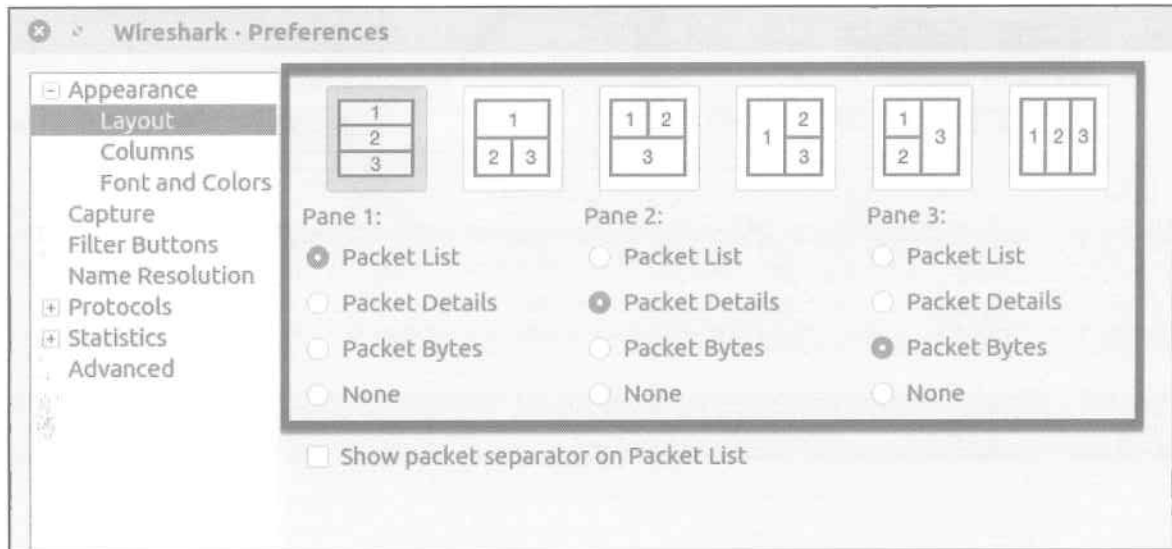 Wireshark · Preferences
Appearance
Layout
Columns
Font and Colors
Capture
Filter Buttons
Name Resolution
Protocols
Statistics
Advanced
1
2
3
1
2 3
1 2
3
1
2
3
1
2
3
1 2 3
Pane 1:
Packet List
Packet Details
Packet Bytes
None
Pane 2:
Packet List
Packet Details
Packet Bytes
None
Pane 3:
Packet List
Packet Details
Packet Bytes
None
Show packet separator on Packet List